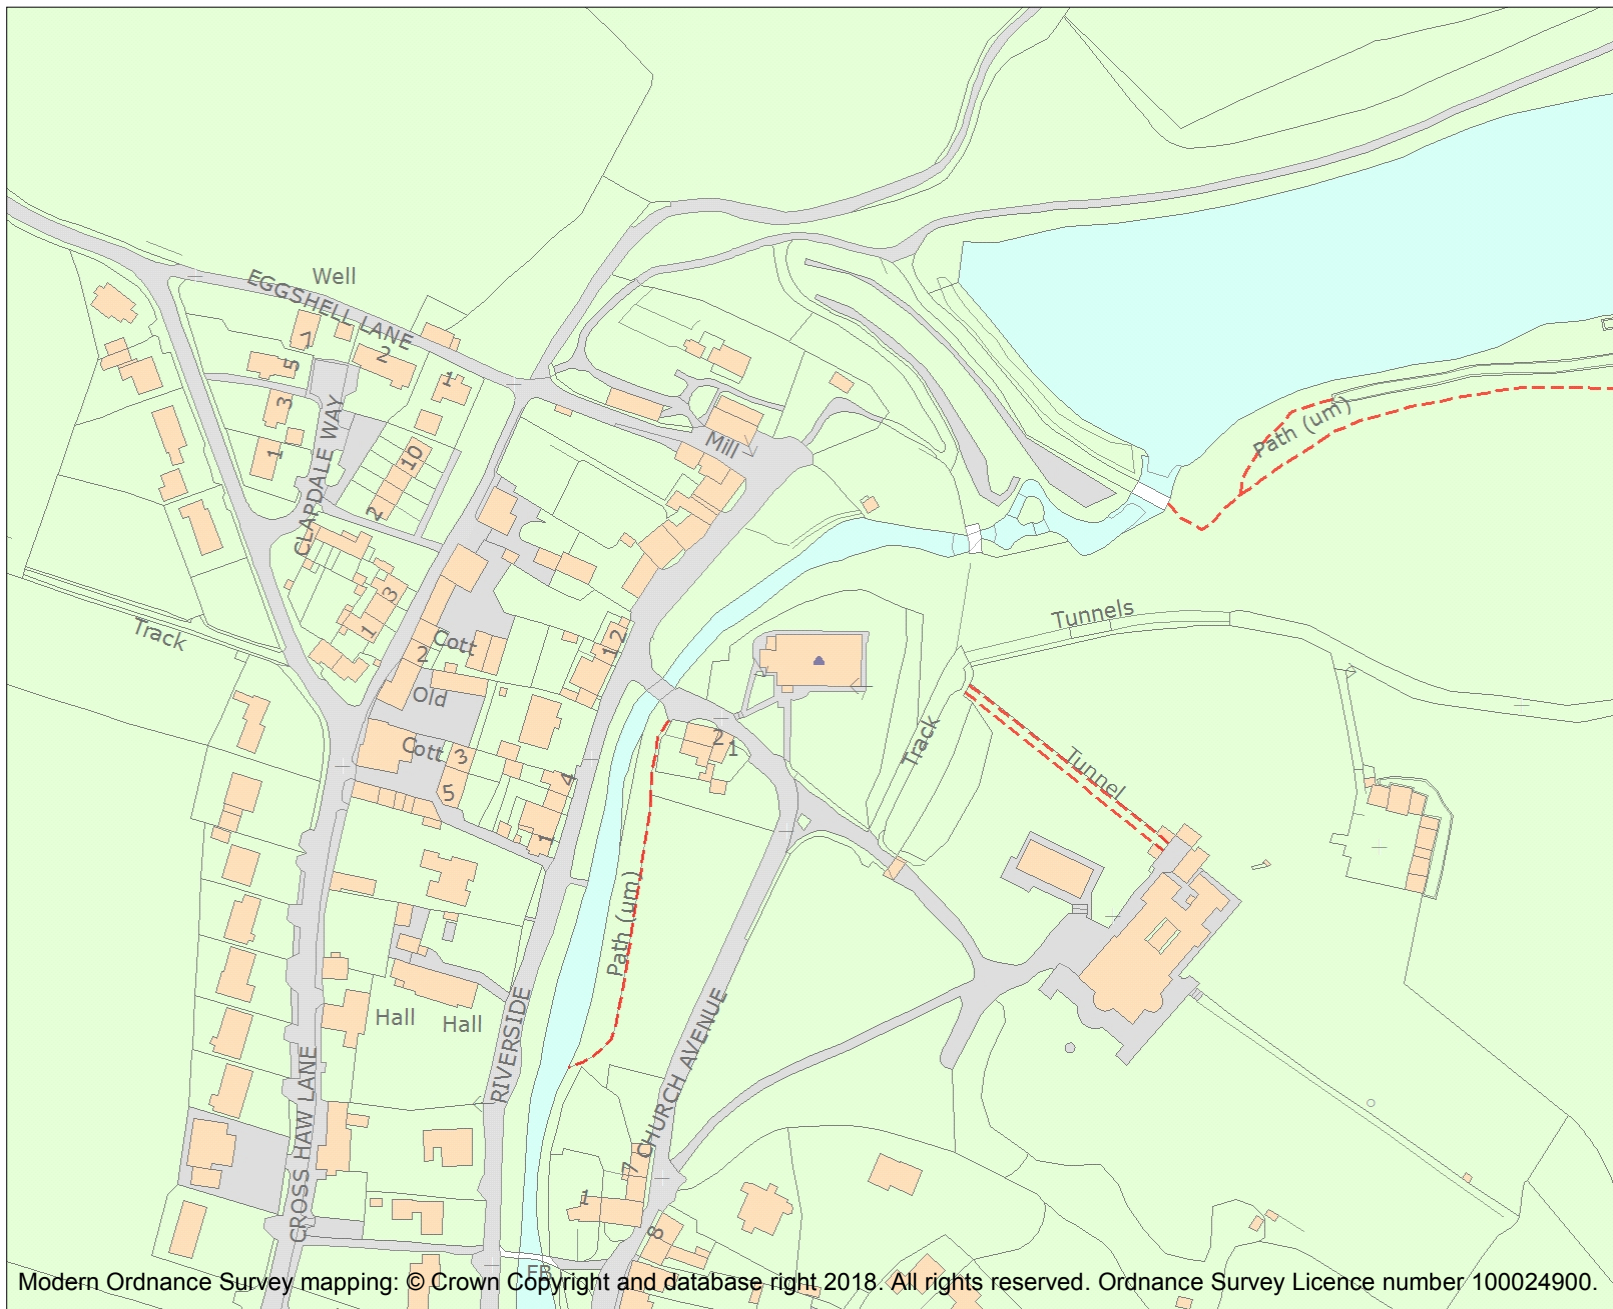 Well
EGGSHELL LANE
7
2
5
1
3
1
CLAPDALE WAY
10
2
Mill
Path (um)
Tunnels
Track
3
1
Cott
2
12
Old
Cott
3
5
4
1
2
1
Track
Tunnel
Path (um)
Hall
Hall
RIVERSIDE
CHURCH AVENUE
CROSS HAW LANE
7
1
8
FB
Modern Ordnance Survey mapping: © Crown Copyright and database right 2018. All rights reserved. Ordnance Survey Licence number 100024900.